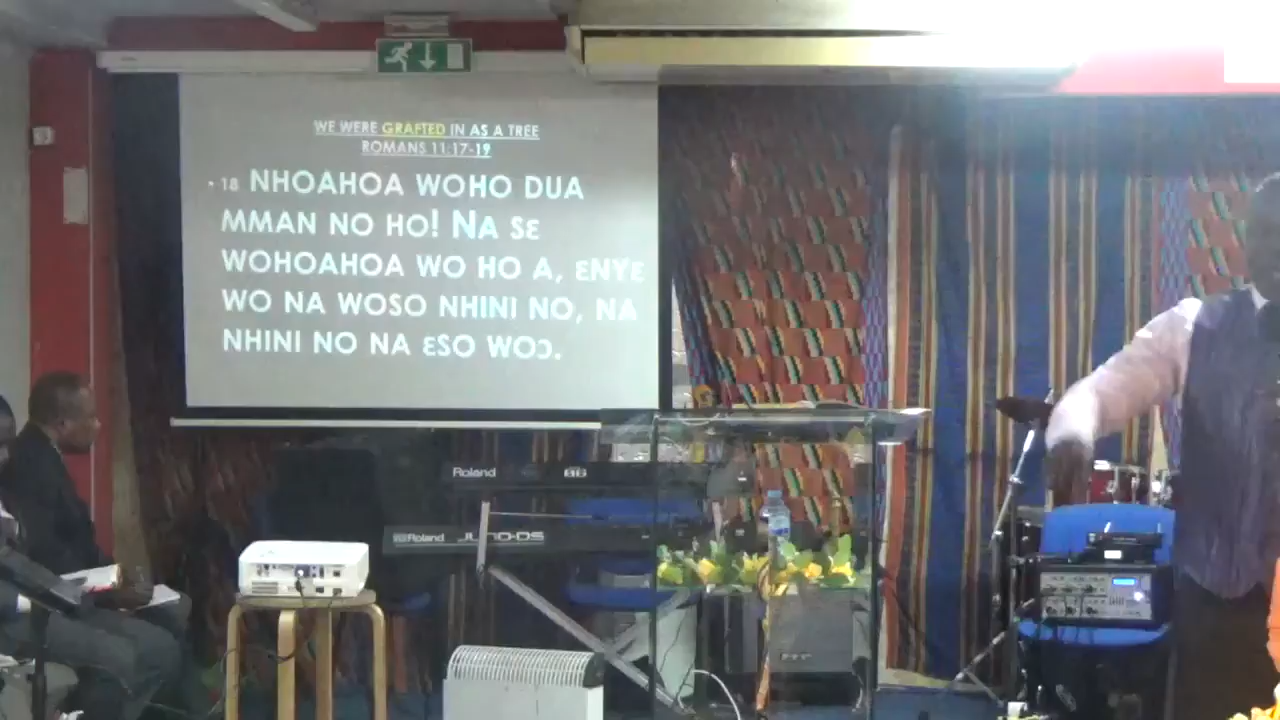 WE WERE GRAFTED IN AS A TREE
ROMANS 11:17-19
• 18 NHOAHOA WOHO DUA
MMAN NO HO! NA SƐ
WOHOAHOA WO HO A, ƐNYƐ
WO NA WOSO NHINI NO, NA
NHINI NO NA ƐSO WOƆ.
Roland
Roland JUNO-DS